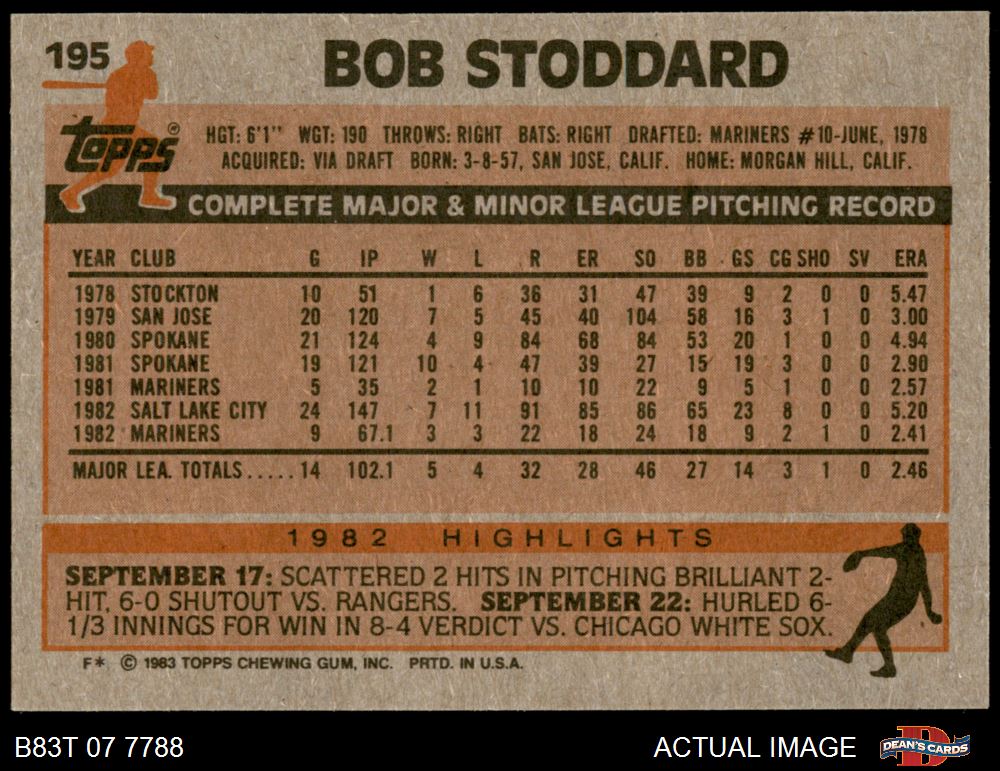 195
BOB STODDARD
Topps®
HGT: 6'1" WGT: 190 THROWS: RIGHT BATS: RIGHT DRAFTED: MARINERS #10-JUNE, 1978
ACQUIRED: VIA DRAFT BORN: 3-8-57, SAN JOSE, CALIF. HOME: MORGAN HILL, CALIF.
COMPLETE MAJOR & MINOR LEAGUE PITCHING RECORD
YEAR CLUB G IP W L R ER SO BB GS CG SHO SV ERA
1978 STOCKTON 10 51 1 6 36 31 47 39 9 2 0 0 5.47
1979 SAN JOSE 20 120 7 5 45 40 104 58 16 3 1 0 3.00
1980 SPOKANE 21 124 4 9 84 68 84 53 20 1 0 0 4.94
1981 SPOKANE 19 121 10 4 47 39 27 15 19 3 0 0 2.90
1981 MARINERS 5 35 2 1 10 10 22 9 5 1 0 0 2.57
1982 SALT LAKE CITY 24 147 7 11 91 85 86 65 23 8 0 0 5.20
1982 MARINERS 9 67.1 3 3 22 18 24 18 9 2 1 0 2.41
MAJOR LEA. TOTALS..... 14 102.1 5 4 32 28 46 27 14 3 1 0 2.46
1982 HIGHLIGHTS
SEPTEMBER 17: SCATTERED 2 HITS IN PITCHING BRILLIANT 2-
HIT, 6-0 SHUTOUT VS. RANGERS. SEPTEMBER 22: HURLED 6-
1/3 INNINGS FOR WIN IN 8-4 VERDICT VS. CHICAGO WHITE SOX.
F* © 1983 TOPPS CHEWING GUM, INC. PRTD. IN U.S.A.
B83T 07 7788
ACTUAL IMAGE
DEAN'S CARDS